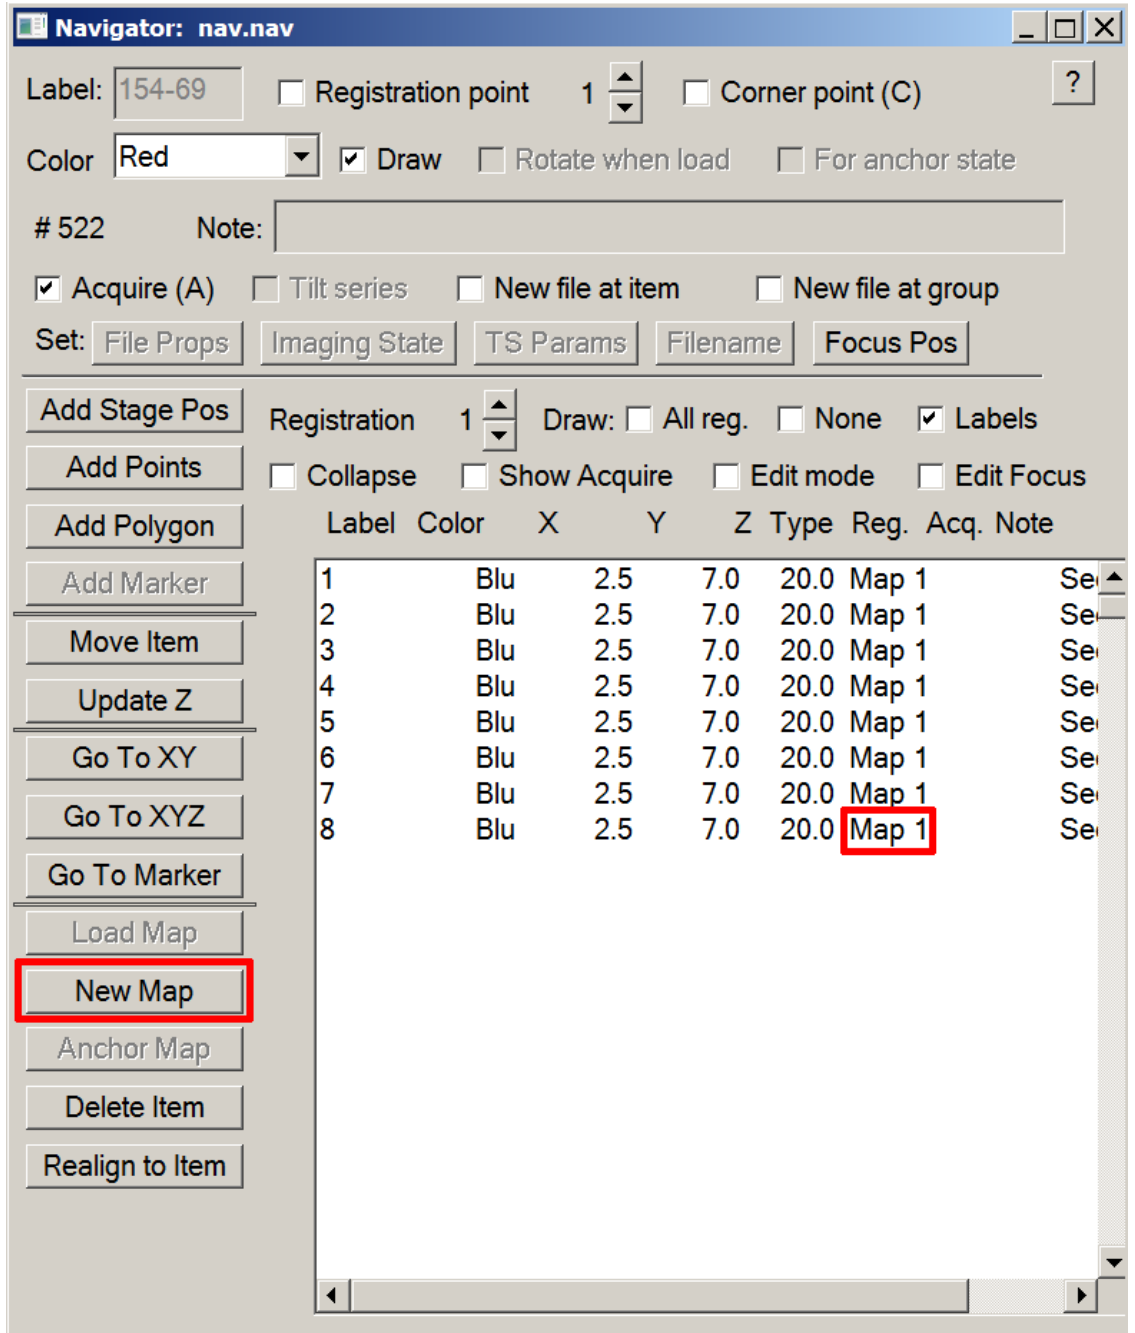 Navigator: nav.nav
Label: 154-69 Registration point 1 Corner point (C) ?
Color Red Draw Rotate when load For anchor state
# 522 Note:
Acquire (A) Tilt series New file at item New file at group
Set: File Props Imaging State TS Params Filename Focus Pos
Add Stage Pos Registration 1 Draw: All reg. None Labels
Add Points Collapse Show Acquire Edit mode Edit Focus
Add Polygon Label Color X Y Z Type Reg. Acq. Note
Add Marker 1 Blu 2.5 7.0 20.0 Map 1 Sec
2 Blu 2.5 7.0 20.0 Map 1 Sec
Move Item 3 Blu 2.5 7.0 20.0 Map 1 Sec
4 Blu 2.5 7.0 20.0 Map 1 Sec
Update Z 5 Blu 2.5 7.0 20.0 Map 1 Sec
Go To XY 6 Blu 2.5 7.0 20.0 Map 1 Sec
7 Blu 2.5 7.0 20.0 Map 1 Sec
Go To XYZ 8 Blu 2.5 7.0 20.0 Map 1 Sec
Go To Marker
Load Map
New Map
Anchor Map
Delete Item
Realign to Item